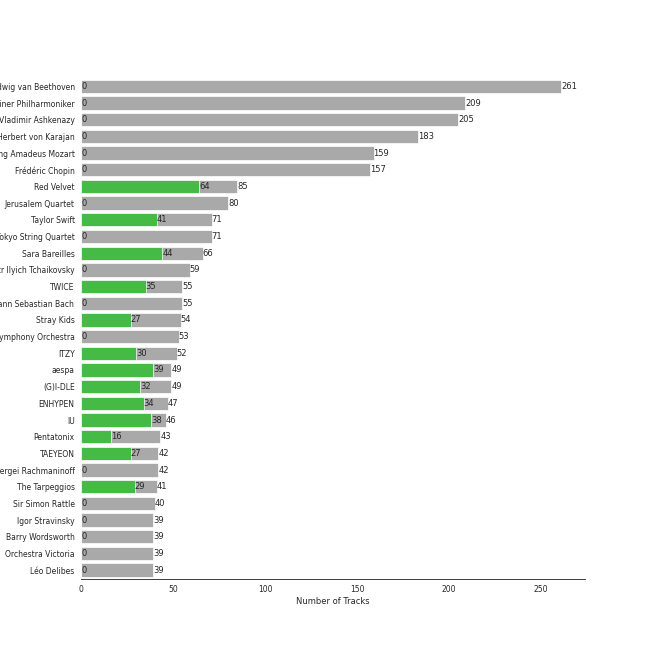 dwig van Beethoven 0 261
iner Philharmoniker 0 209
Vladimir Ashkenazy 0 205
Herbert von Karajan 0 183
ng Amadeus Mozart 0 159
Frédéric Chopin 0 157
Red Velvet 64 85
Jerusalem Quartet 0 80
Taylor Swift 41 71
okyo String Quartet 0 71
Sara Bareilles 44 66
r Ilyich Tchaikovsky 0 59
TWICE 35 55
ann Sebastian Bach 0 55
Stray Kids 27 54
ymphony Orchestra 0 53
ITZY 30 52
aespa 39 49
(G)I-DLE 32 49
ENHYPEN 34 47
IU 38 46
Pentatonix 16 43
TAEYEON 27 42
ergei Rachmaninoff 0 42
The Tarpeggios 29 41
Sir Simon Rattle 0 40
Igor Stravinsky 0 39
Barry Wordsworth 0 39
Orchestra Victoria 0 39
Léo Delibes 0 39
0 50 100 150 200 250
Number of Tracks